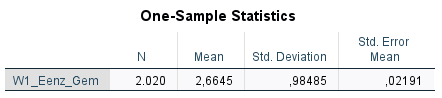 One-Sample Statistics
N Mean Std. Deviation Std. Error Mean
W1_Eenz_Gem 2.020 2,6645 ,98485 ,02191